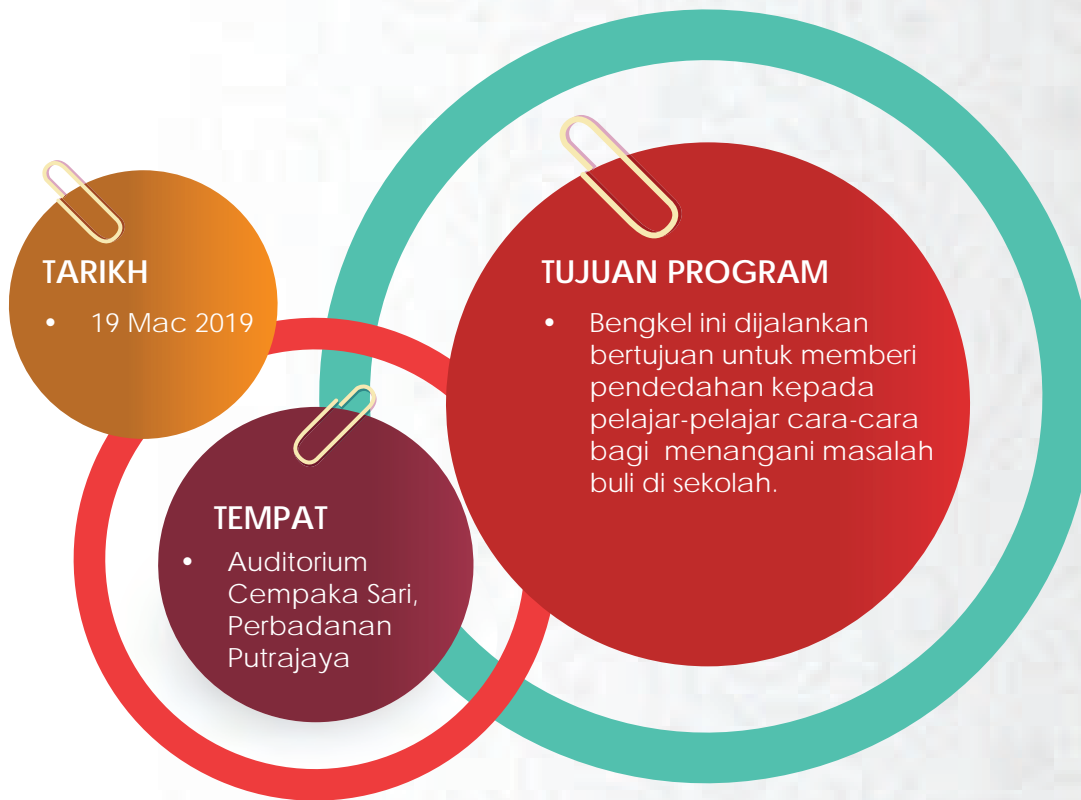 TARIKH
• 19 Mac 2019
TEMPAT
• Auditorium
Cempaka Sari,
Perbadanan
Putrajaya
TUJUAN PROGRAM
• Bengkel ini dijalankan
bertujuan untuk memberi
pendedahan kepada
pelajar-pelajar cara-cara
bagi menangani masalah
buli di sekolah.